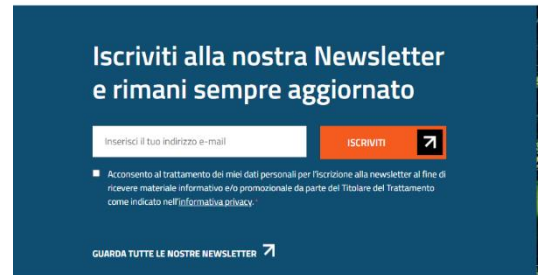 Iscriviti alla nostra Newsletter
e rimani sempre aggiornato
Inserisci il tuo indirizzo e-mail
ISCRIVITI
Acconsento al trattamento dei miei dati personali per l'iscrizione alla newsletter al fine di
ricevere materiale informativo e/o promozionale da parte del Titolare del Trattamento
come indicato nell'informativa privacy. *
GUARDA TUTTE LE NOSTRE NEWSLETTER